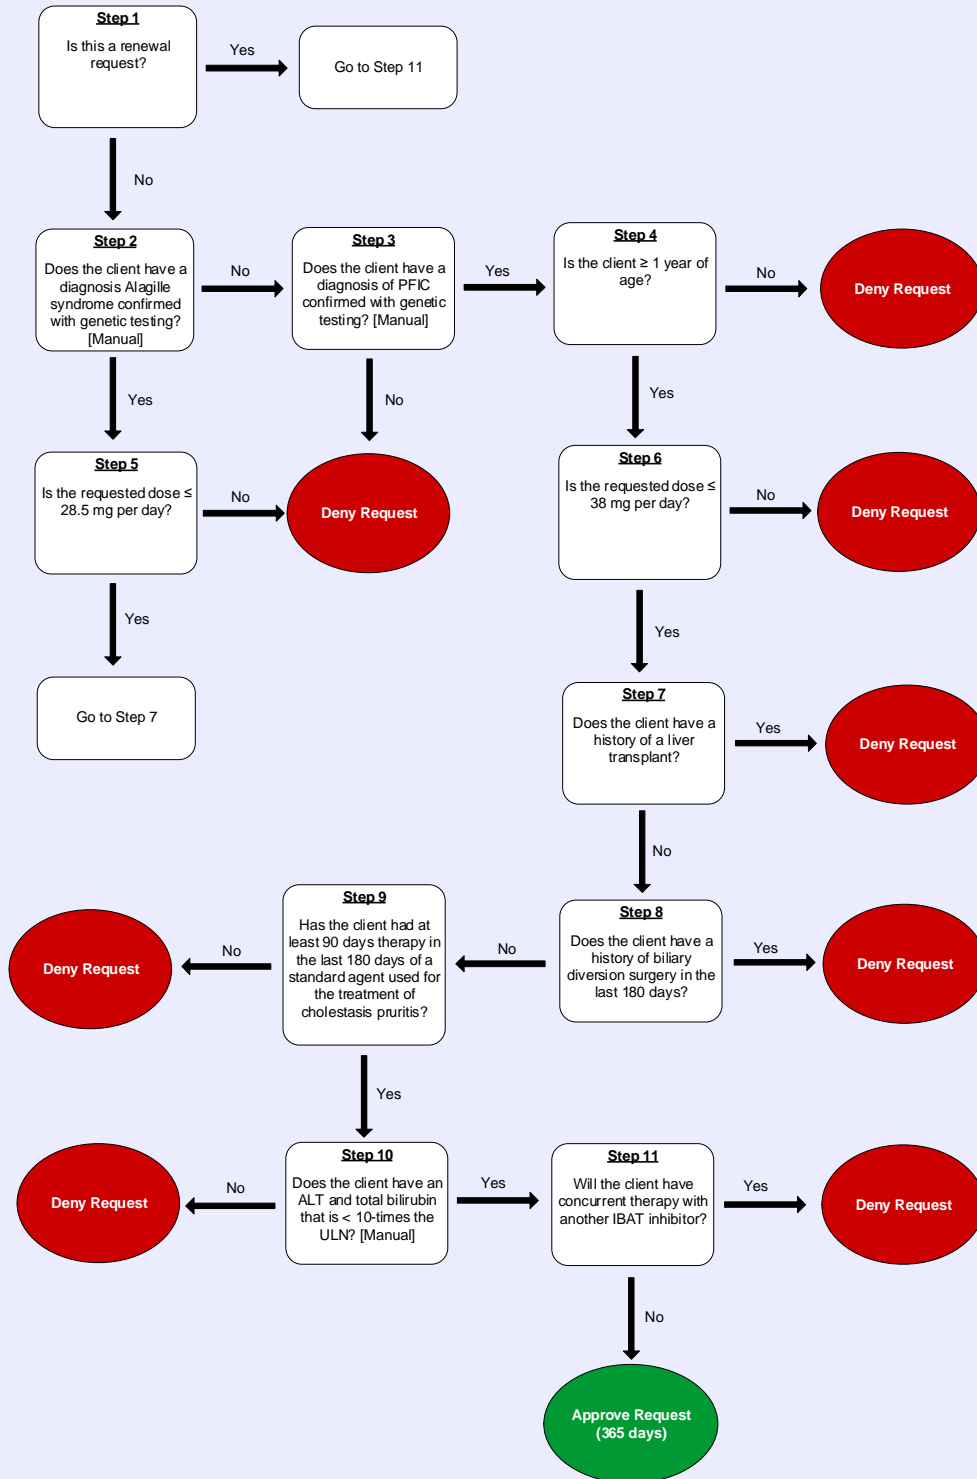 Step 1
Is this a renewal
request?
Yes
Go to Step 11
No
Step 2
Does the client have a
diagnosis Alagille
syndrome confirmed
with genetic testing?
[Manual]
No
Step 3
Does the client have a
diagnosis of PFIC
confirmed with genetic
testing? [Manual]
Yes
Step 4
Is the client ≥ 1 year of
age?
No
Deny Request
Yes
No
Yes
Step 5
Is the requested dose ≤
28.5 mg per day?
No
Deny Request
Step 6
Is the requested dose ≤
38 mg per day?
No
Deny Request
Yes
Yes
Go to Step 7
Step 7
Does the client have a
history of a liver
transplant?
Yes
Deny Request
No
Step 8
Does the client have a
history of biliary
diversion surgery in the
last 180 days?
Yes
Deny Request
No
Step 9
Has the client had at
least 90 days therapy in
the last 180 days of a
standard agent used for
the treatment of
cholestasis pruritis?
No
Deny Request
Yes
Step 10
Does the client have an
ALT and total bilirubin
that is < 10-times the
ULN? [Manual]
No
Deny Request
Yes
Step 11
Will the client have
concurrent therapy with
another IBAT inhibitor?
Yes
Deny Request
No
Approve Request
(365 days)